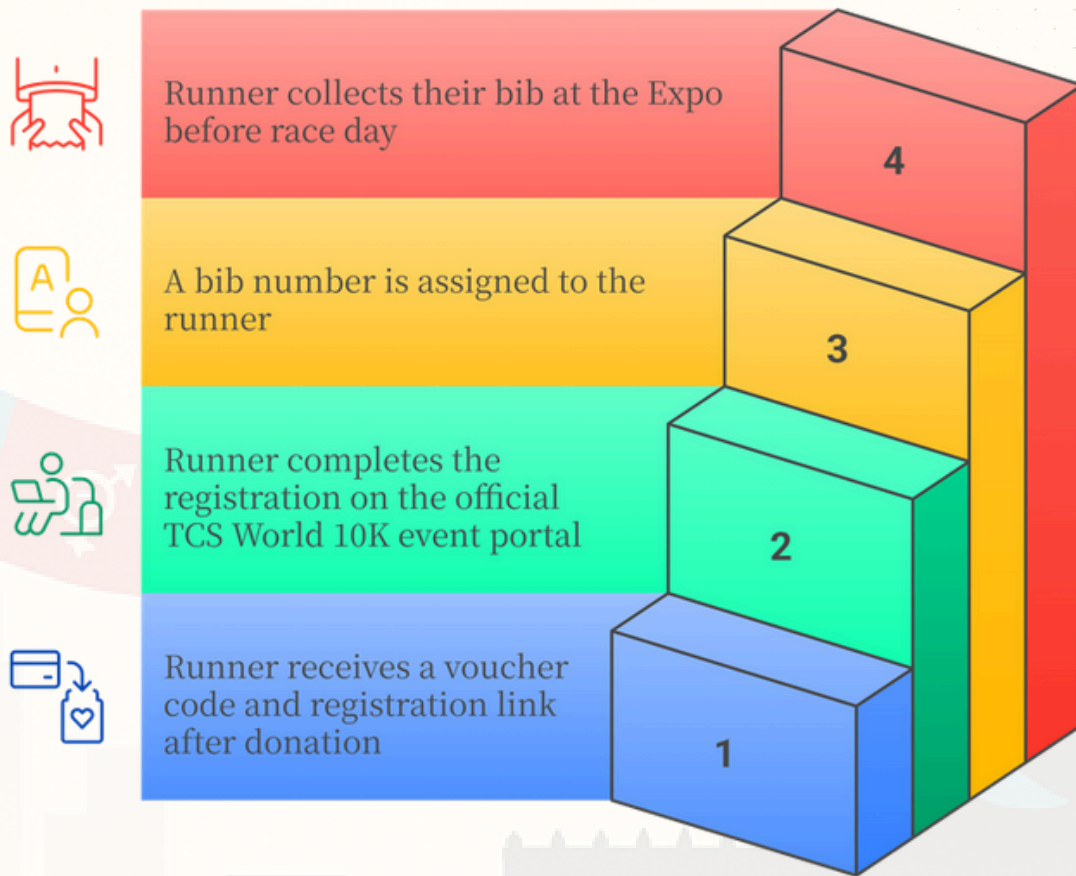 Runner collects their bib at the Expo
before race day
4
A
A bib number is assigned to the
runner
3
Runner completes the
registration on the official
TCS World 10K event portal
2
Runner receives a voucher
code and registration link
after donation
1